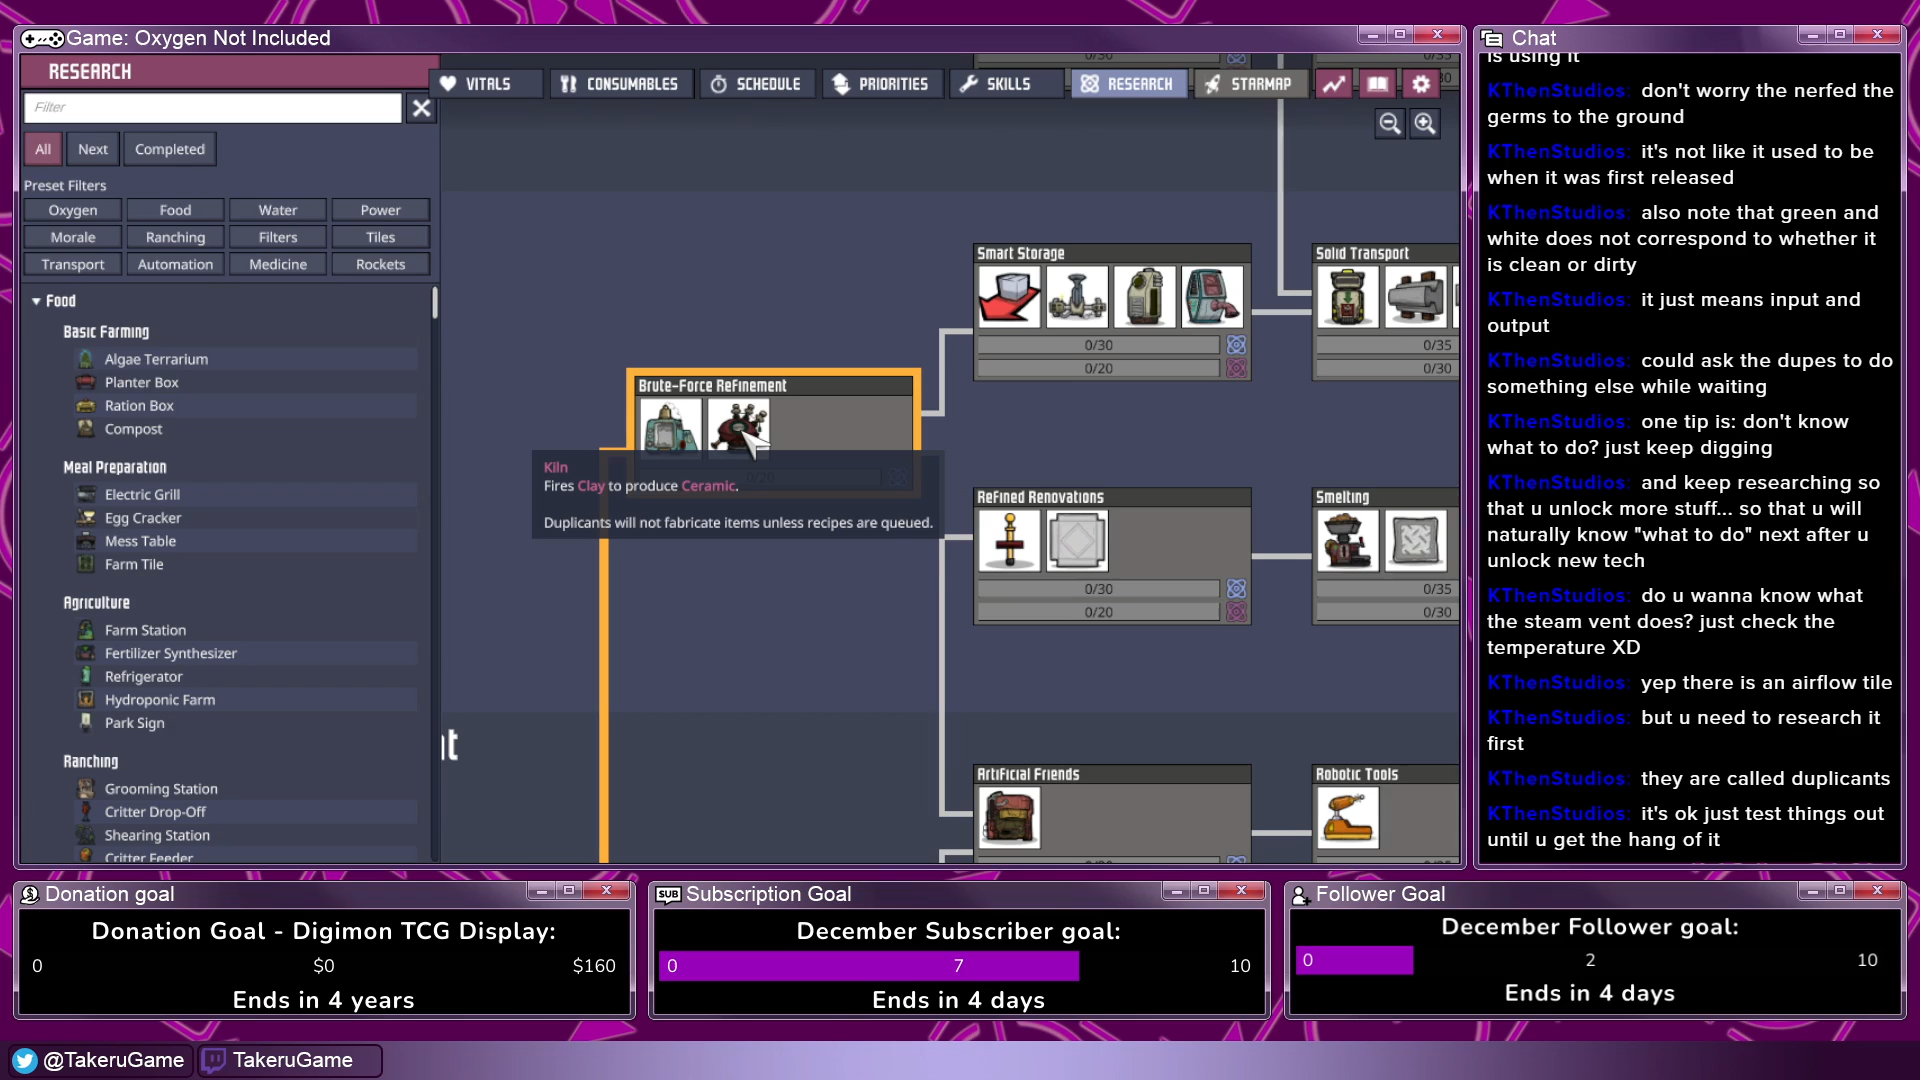 Game: Oxygen Not Included
RESEARCH
VITALS
CONSUMABLES
SCHEDULE
PRIORITIES
SKILLS
RESEARCH
STARMAP
Filter
All
Next
Completed
Preset Filters
Oxygen
Food
Water
Power
Morale
Ranching
Filters
Tiles
Transport
Automation
Medicine
Rockets
Food
Basic Farming
Algae Terrarium
Planter Box
Ration Box
Compost
Meal Preparation
Electric Grill
Egg Cracker
Mess Table
Farm Tile
Agriculture
Farm Station
Fertilizer Synthesizer
Refrigerator
Hydroponic Farm
Park Sign
Ranching
Grooming Station
Critter Drop-Off
Shearing Station
Critter Feeder
Smart Storage
0/30
0/20
Solid Transport
0/35
0/30
Brute-Force Refinement
0/20
Kiln
Fires Clay to produce Ceramic.
Duplicants will not fabricate items unless recipes are queued.
Refined Renovations
0/30
0/20
Smelting
0/35
0/30
Artificial Friends
Robotic Tools
Chat
is using it
KThenStudios: don't worry the nerfed the
germs to the ground
KThenStudios: it's not like it used to be
when it was first released
KThenStudios: also note that green and
white does not correspond to whether it
is clean or dirty
KThenStudios: it just means input and
output
KThenStudios: could ask the dupes to do
something else while waiting
KThenStudios: one tip is: don't know
what to do? just keep digging
KThenStudios: and keep researching so
that u unlock more stuff... so that u will
naturally know "what to do" next after u
unlock new tech
KThenStudios: do u wanna know what
the steam vent does? just check the
temperature XD
KThenStudios: yep there is an airflow tile
KThenStudios: but u need to research it
first
KThenStudios: they are called duplicants
KThenStudios: it's ok just test things out
until u get the hang of it
Donation goal
Donation Goal - Digimon TCG Display:
0 $0 $160
Ends in 4 years
SUB Subscription Goal
December Subscriber goal:
0 7 10
Ends in 4 days
Follower Goal
December Follower goal:
0 2 10
Ends in 4 days
@TakeruGame
TakeruGame